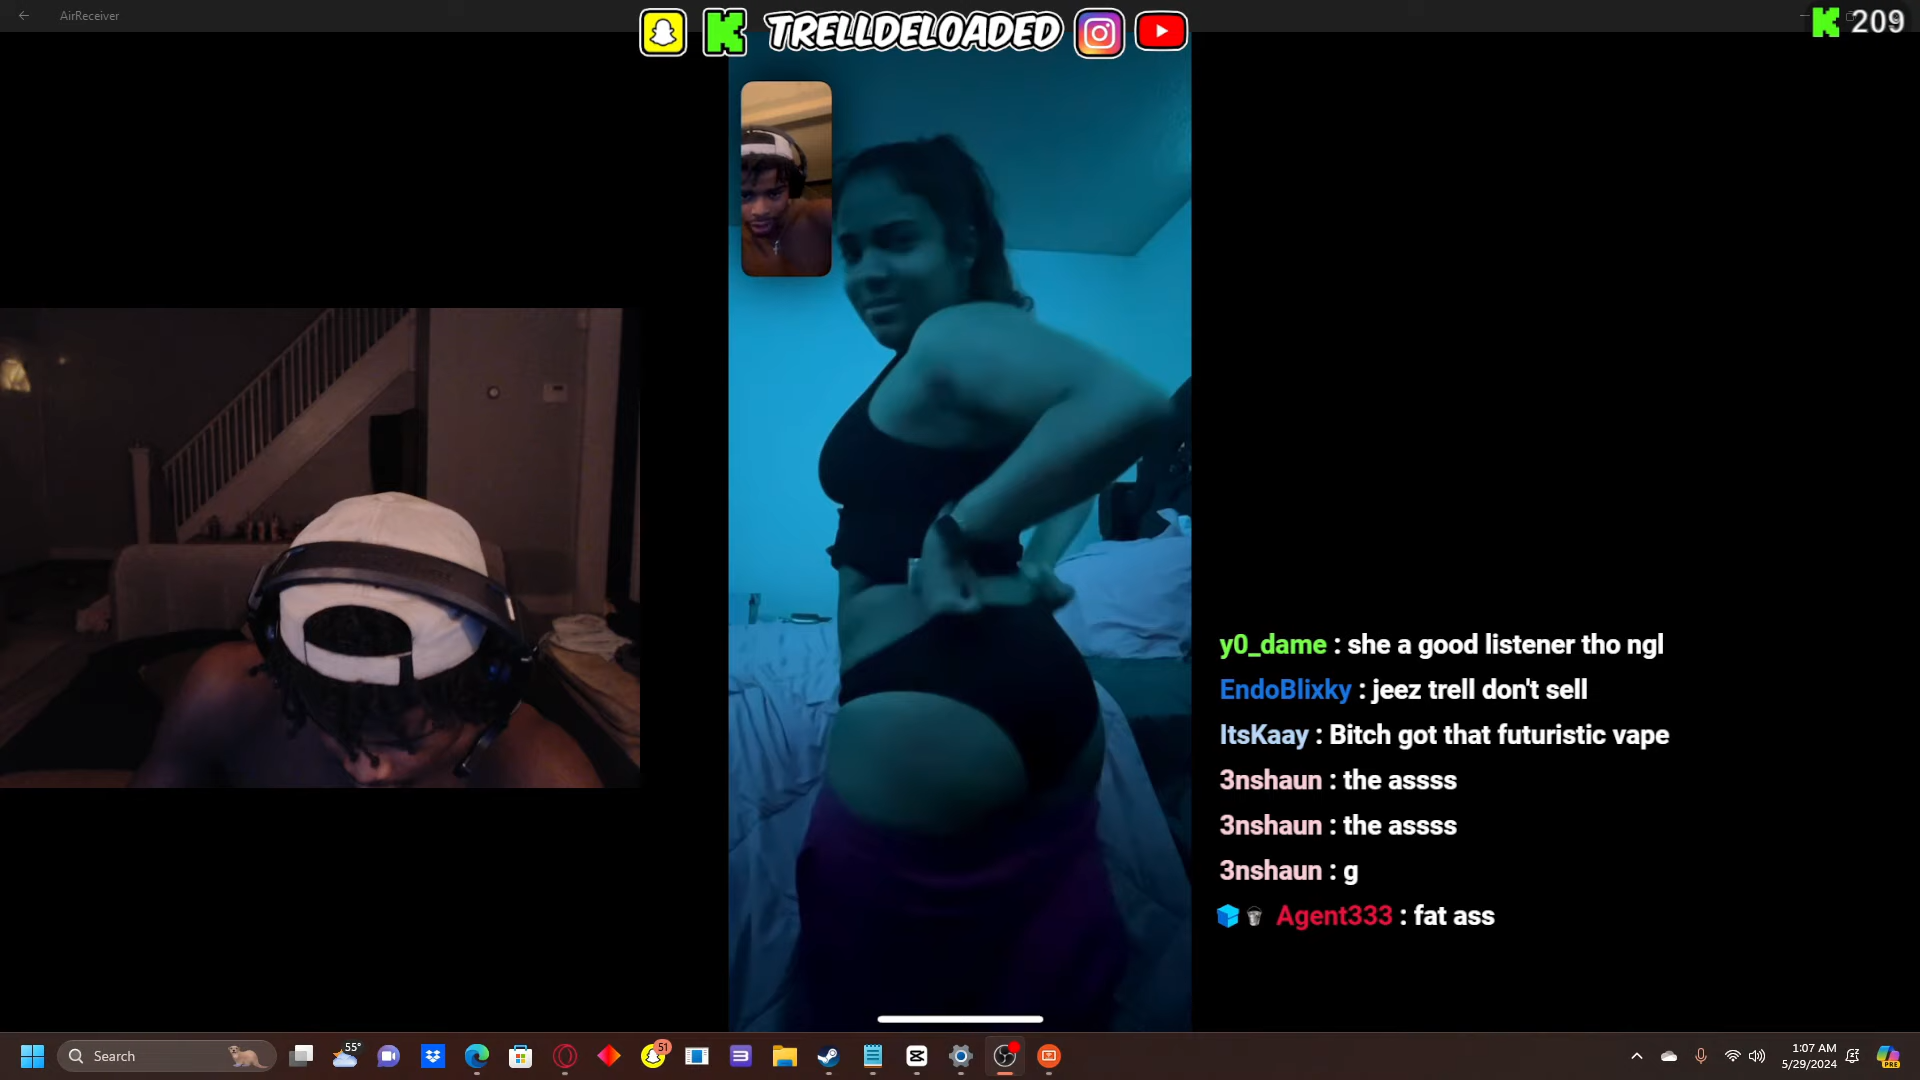 AirReceiver
TRELLDELOADED
209
y0_dame : she a good listener tho ngl
EndoBlixky : jeez trell don't sell
ItsKaay : Bitch got that futuristic vape
3nshaun : the assss
3nshaun : the assss
3nshaun : g
Agent333 : fat ass
Search
55°
51
1:07 AM
5/29/2024
PRE